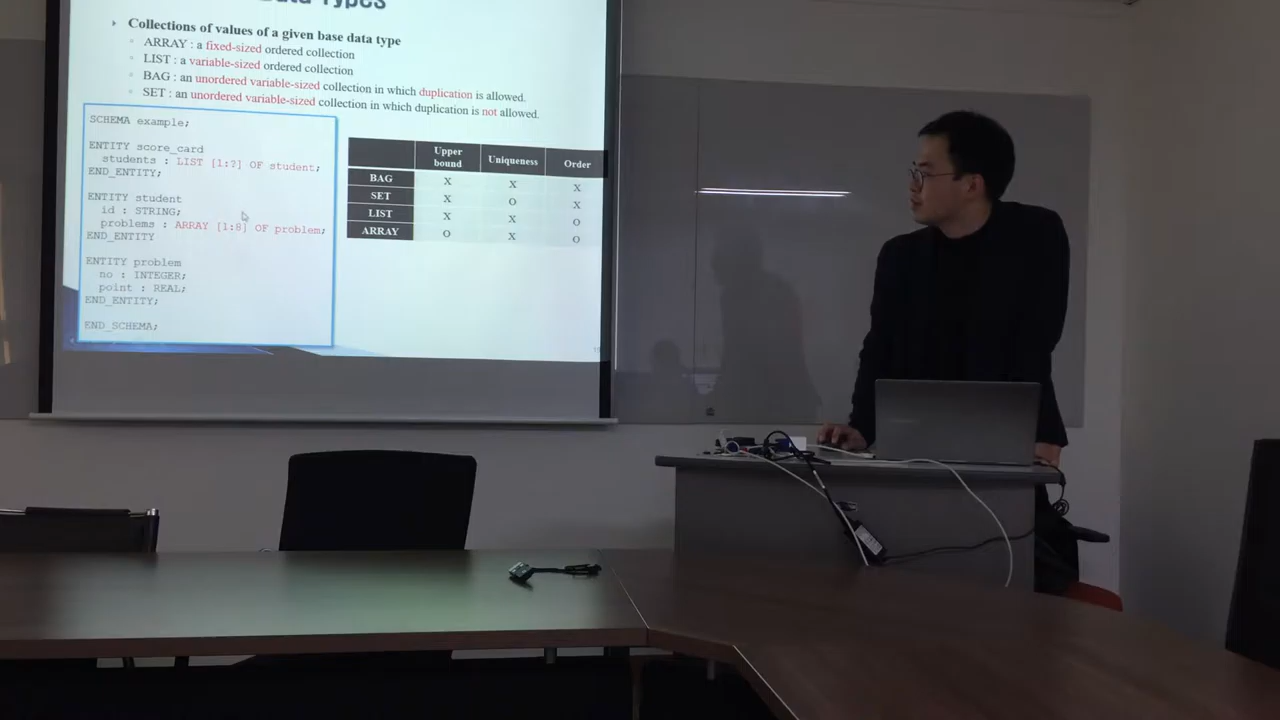 Data Types
Collections of values of a given base data type
ARRAY : a fixed-sized ordered collection
LIST : a variable-sized ordered collection
BAG : an unordered variable-sized collection in which duplication is allowed.
SET : an unordered variable-sized collection in which duplication is not allowed.
SCHEMA example;
ENTITY score_card
students : LIST [1:?] OF student;
END_ENTITY;
ENTITY student
id : STRING;
problems : ARRAY [1:8] OF problem;
END_ENTITY
ENTITY problem
no : INTEGER;
point : REAL;
END_ENTITY;
END_SCHEMA;
Upper bound Uniqueness Order
BAG X X X
SET X O X
LIST X X O
ARRAY O X O